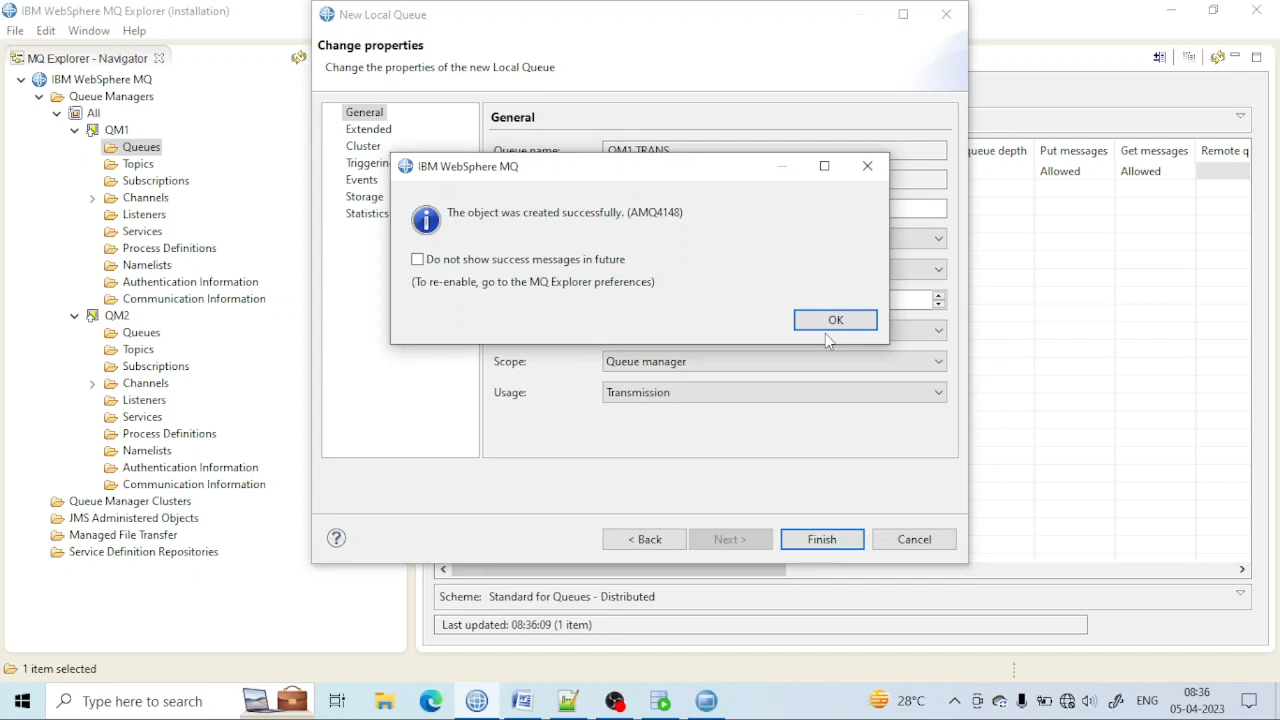 IBM WebSphere MQ Explorer (Installation)
File Edit Window Help
MQ Explorer - Navigator
IBM WebSphere MQ
Queue Managers
All
QM1
Queues
Topics
Subscriptions
Channels
Listeners
Services
Process Definitions
Namelists
Authentication Information
Communication Information
QM2
Queues
Topics
Subscriptions
Channels
Listeners
Services
Process Definitions
Namelists
Authentication Information
Communication Information
Queue Manager Clusters
JMS Administered Objects
Managed File Transfer
Service Definition Repositories
New Local Queue
Change properties
Change the properties of the new Local Queue
General
Extended
Cluster
Triggering
Events
Storage
Statistics
General
Queue name: QM1.TRANS
IBM WebSphere MQ
The object was created successfully. (AMQ4148)
Do not show success messages in future
(To re-enable, go to the MQ Explorer preferences)
OK
Scope: Queue manager
Usage: Transmission
< Back Next > Finish Cancel
queue depth Put messages Get messages Remote q
Allowed Allowed
Scheme: Standard for Queues - Distributed
Last updated: 08:36:09 (1 item)
1 item selected
Type here to search
28°C
ENG
08:36
05-04-2023